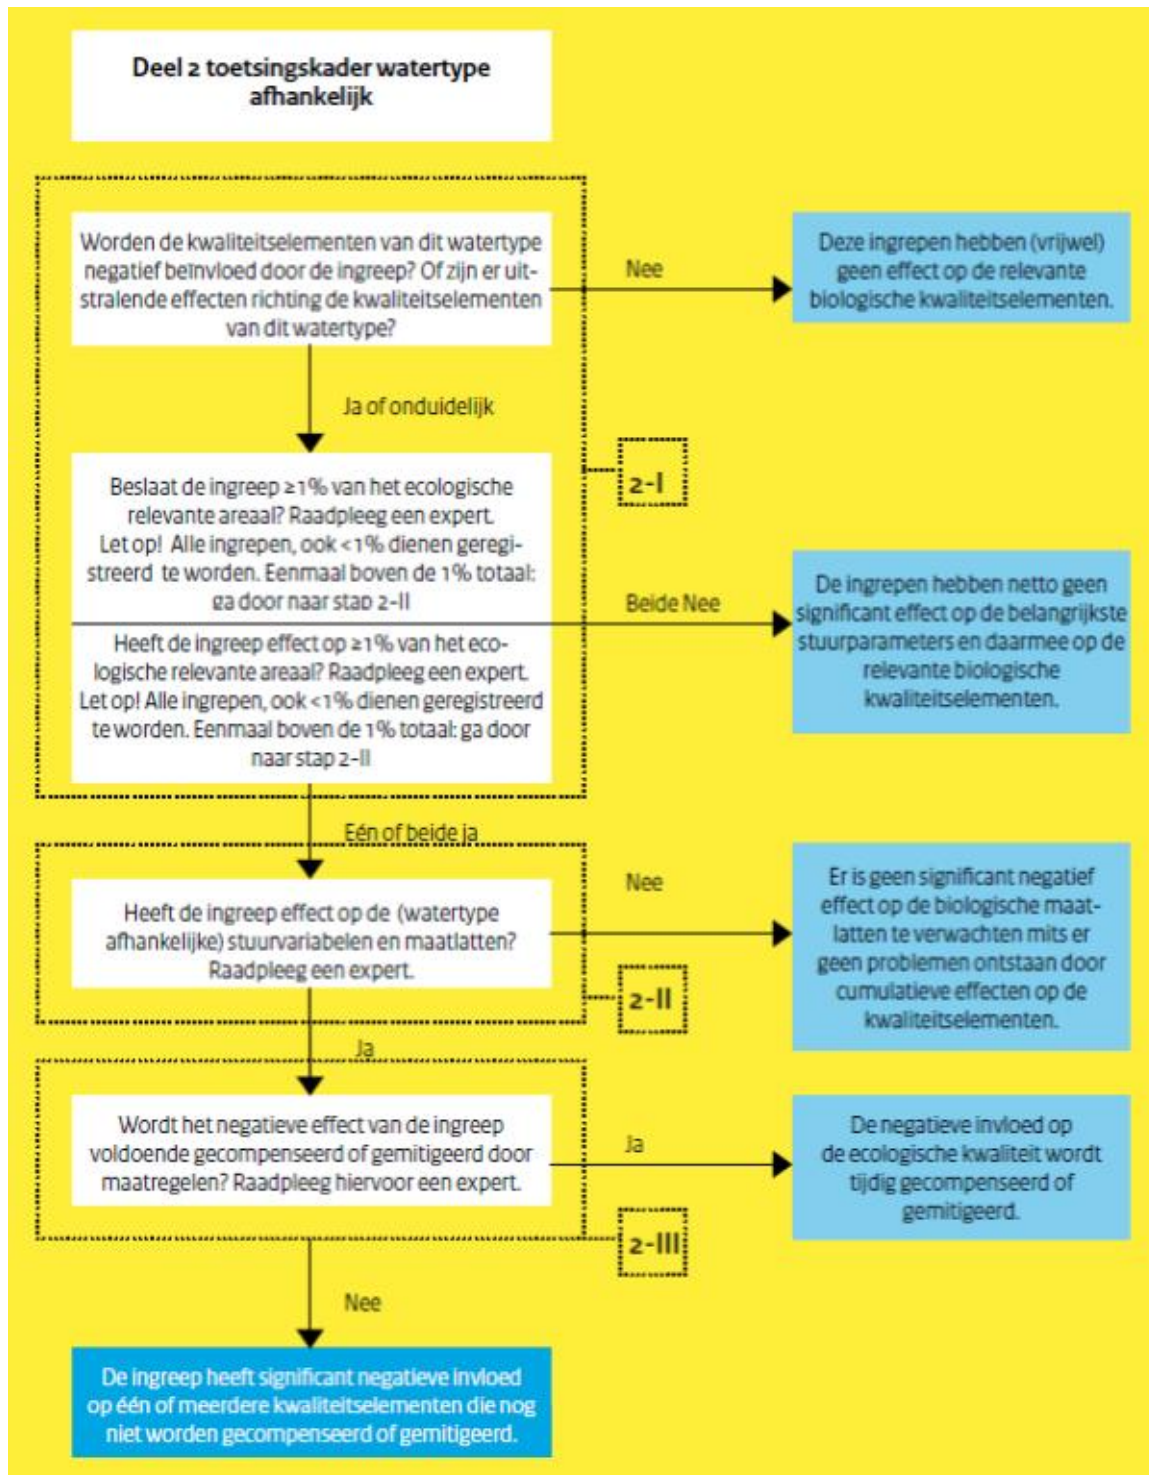 Deel 2 toetsingskader watertype
afhankelijk
Worden de kwaliteitselementen van dit watertype
negatief beïnvloed door de ingreep? Of zijn er uit-
stralende effecten richting de kwaliteitselementen
van dit watertype?
Nee
Deze ingrepen hebben (vrijwel)
geen effect op de relevante
biologische kwaliteitselementen.
Ja of onduidelijk
2-I
Beslaat de ingreep ≥1% van het ecologische
relevante areaal? Raadpleeg een expert.
Let op! Alle ingrepen, ook <1% dienen geregi-
streerd te worden. Eenmaal boven de 1% totaal:
ga door naar stap 2-II
Beide Nee
De ingrepen hebben netto geen
significant effect op de belangrijkste
stuurparameters en daarmee op de
relevante biologische
kwaliteitselementen.
Heeft de ingreep effect op ≥1% van het eco-
logische relevante areaal? Raadpleeg een expert.
Let op! Alle ingrepen, ook <1% dienen geregistreerd
te worden. Eenmaal boven de 1% totaal: ga door
naar stap 2-II
Eén of beide ja
Heeft de ingreep effect op de (watertype
afhankelijke) stuurvariabelen en maatlatten?
Raadpleeg een expert.
Nee
Er is geen significant negatief
effect op de biologische maat-
latten te verwachten mits er
geen problemen ontstaan door
cumulatieve effecten op de
kwaliteitselementen.
2-II
Ja
Wordt het negatieve effect van de ingreep
voldoende gecompenseerd of gemitigeerd door
maatregelen? Raadpleeg hiervoor een expert.
Ja
De negatieve invloed op
de ecologische kwaliteit wordt
tijdig gecompenseerd of
gemitigeerd.
2-III
Nee
De ingreep heeft significant negatieve invloed
op één of meerdere kwaliteitselementen die nog
niet worden gecompenseerd of gemitigeerd.